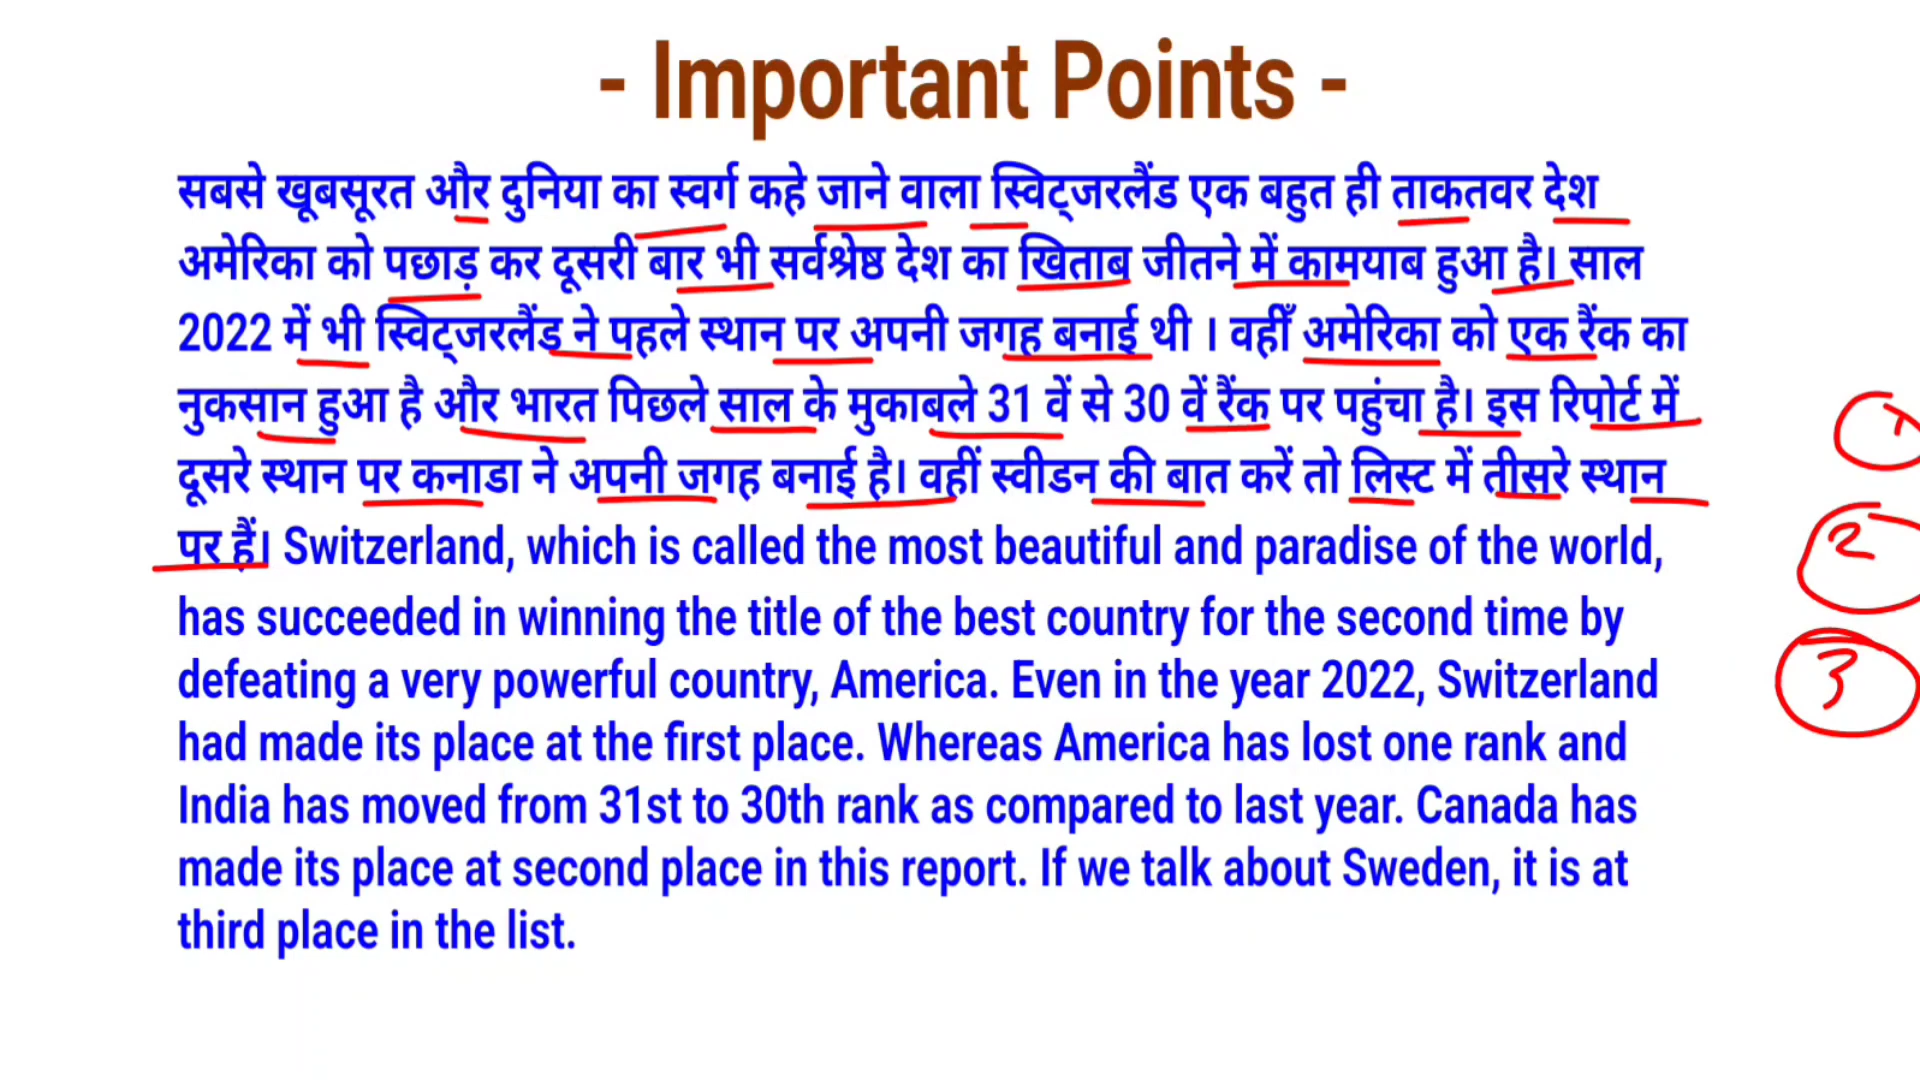 - Important Points -
सबसे खूबसूरत और दुनिया का स्वर्ग कहे जाने वाला स्विट्जरलैंड एक बहुत ही ताकतवर देश
अमेरिका को पछाड़ कर दूसरी बार भी सर्वश्रेष्ठ देश का खिताब जीतने में कामयाब हुआ है। साल
2022 में भी स्विट्जरलैंड ने पहले स्थान पर अपनी जगह बनाई थी । वहीँ अमेरिका को एक रैंक का
नुकसान हुआ है और भारत पिछले साल के मुकाबले 31 वें से 30 वें रैंक पर पहुंचा है। इस रिपोर्ट में
दूसरे स्थान पर कनाडा ने अपनी जगह बनाई है। वहीं स्वीडन की बात करें तो लिस्ट में तीसरे स्थान
पर हैं। Switzerland, which is called the most beautiful and paradise of the world,
has succeeded in winning the title of the best country for the second time by
defeating a very powerful country, America. Even in the year 2022, Switzerland
had made its place at the first place. Whereas America has lost one rank and
India has moved from 31st to 30th rank as compared to last year. Canada has
made its place at second place in this report. If we talk about Sweden, it is at
third place in the list.
2
3